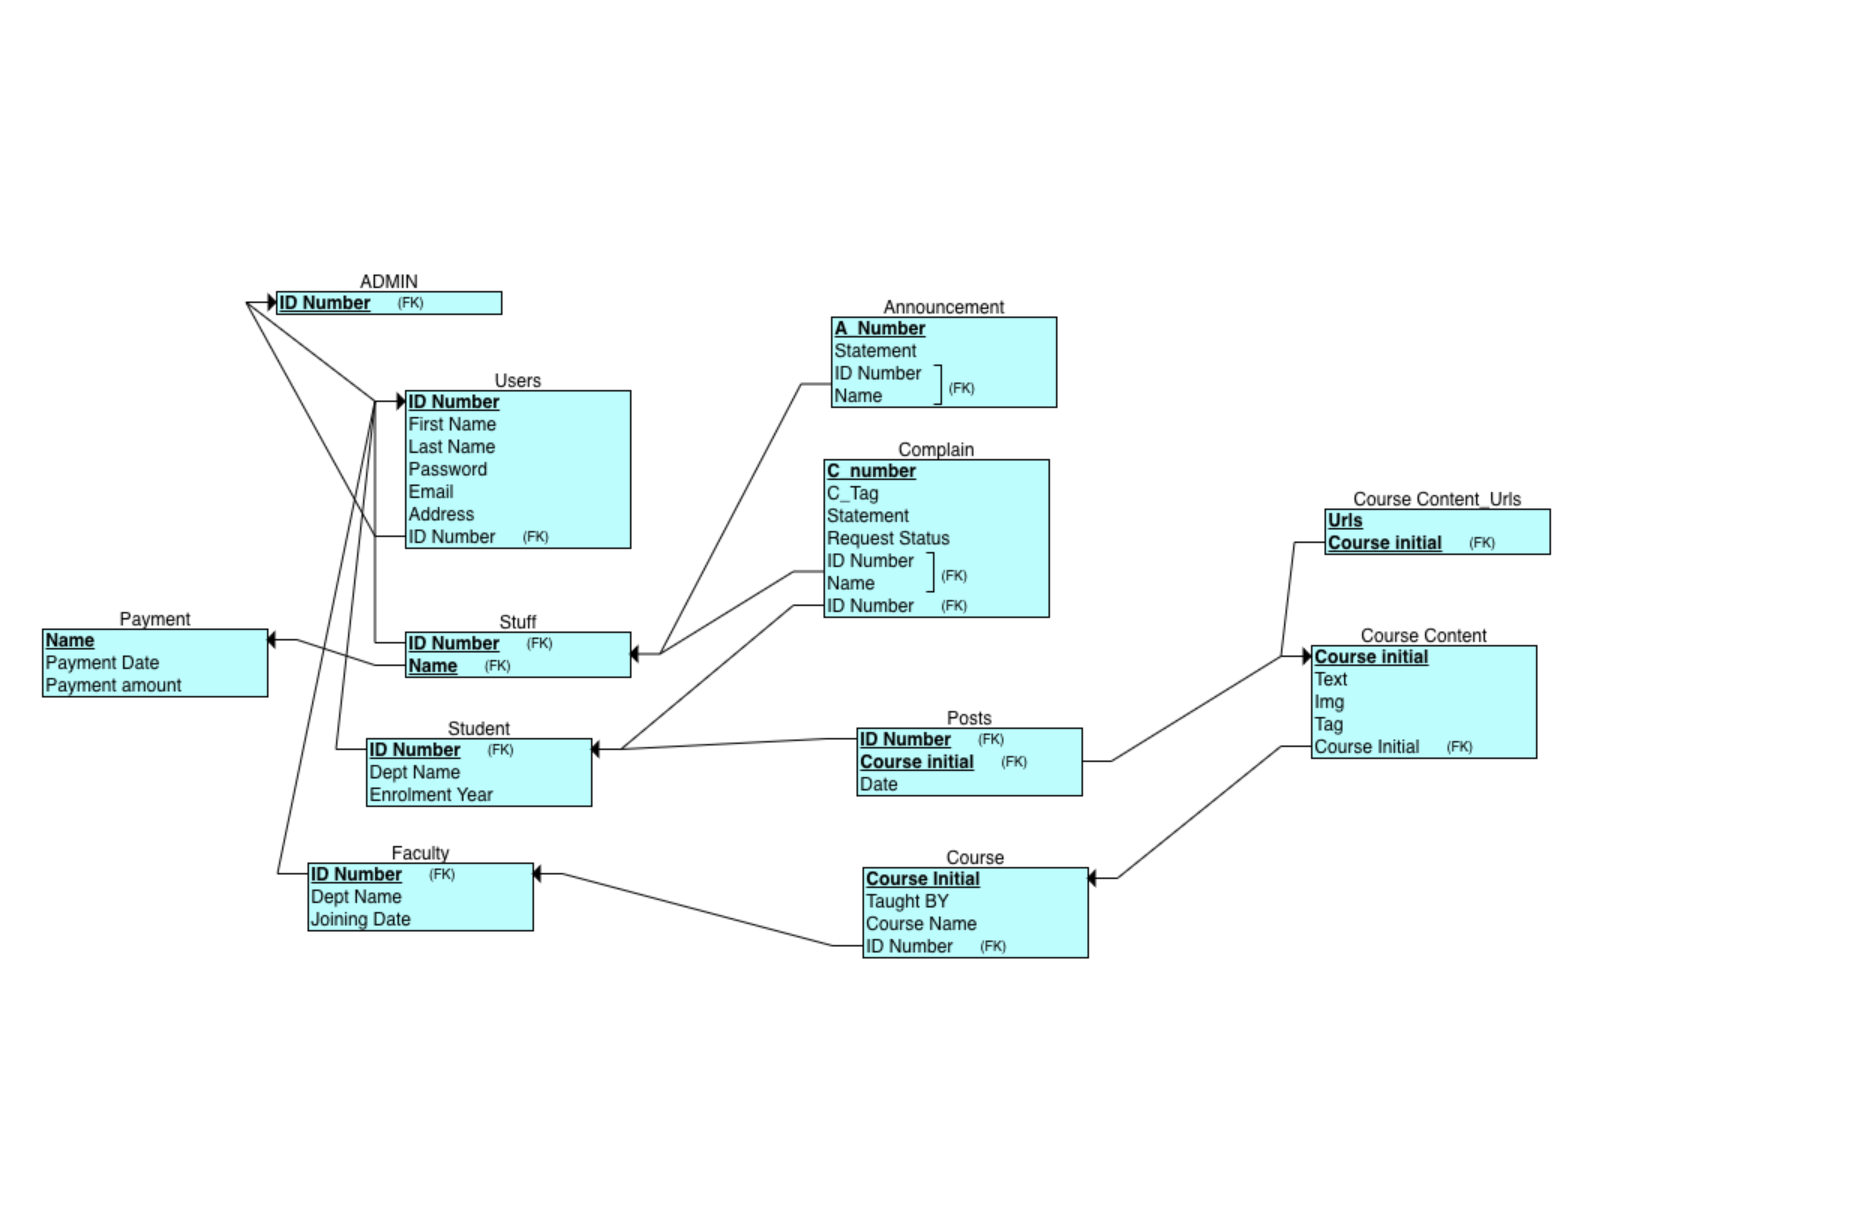 ADMIN
ID Number (FK)
Users
ID Number
First Name
Last Name
Password
Email
Address
ID Number (FK)
Payment
Name
Payment Date
Payment amount
Stuff
ID Number (FK)
Name (FK)
Student
ID Number (FK)
Dept Name
Enrolment Year
Faculty
ID Number (FK)
Dept Name
Joining Date
Announcement
A_Number
Statement
ID Number
Name
(FK)
Complain
C_number
C_Tag
Statement
Request Status
ID Number
Name
(FK)
ID Number (FK)
Posts
ID Number (FK)
Course initial (FK)
Date
Course
Course Initial
Taught BY
Course Name
ID Number (FK)
Course Content_Urls
Urls
Course initial (FK)
Course Content
Course initial
Text
Img
Tag
Course Initial (FK)